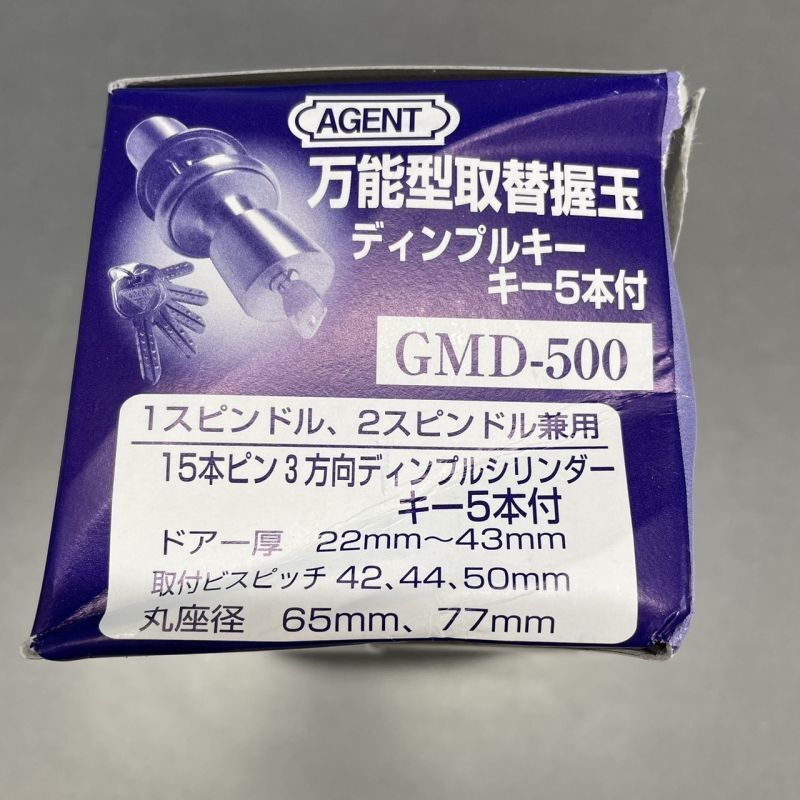 AGENT
万能型取替握玉
ディンプルキー
キー5本付
GMD-500
1スピンドル、2スピンドル兼用
15本ピン3方向ディンプルシリンダー
キー5本付
ドアー厚 22mm～43mm
取付ビスピッチ 42、44、50mm
丸座径 65mm、77mm
AGENT